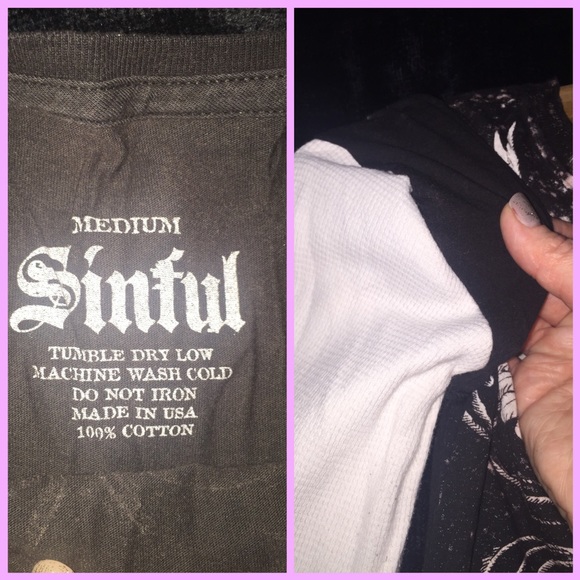 MEDIUM
Sinful
TUMBLE DRY LOW
MACHINE WASH COLD
DO NOT IRON
MADE IN USA
100% COTTON